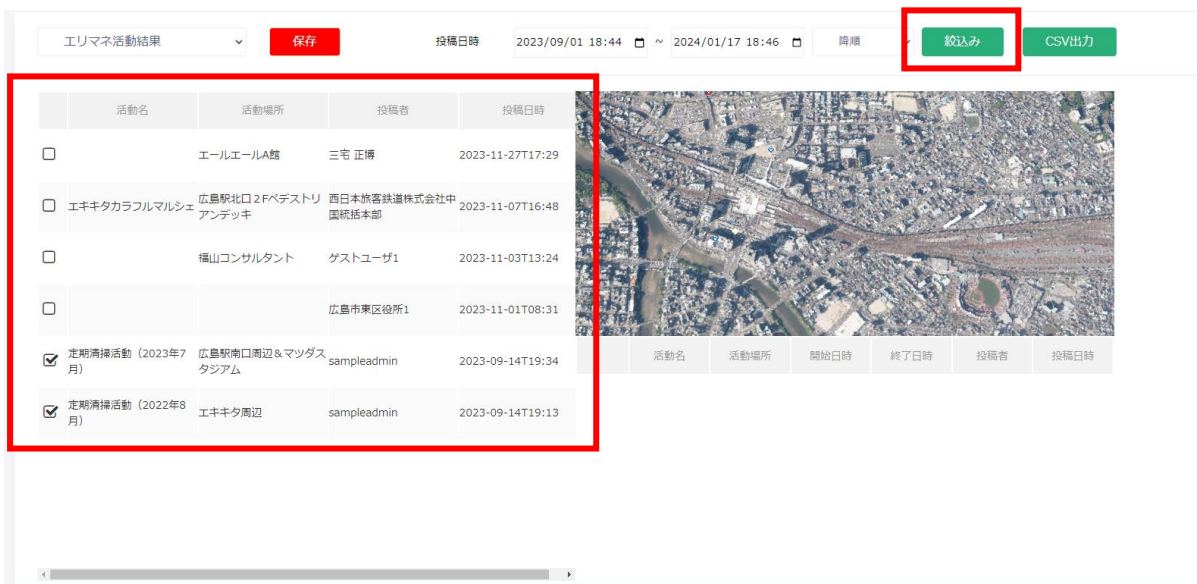 エリマネ活動結果 保存 投稿日時 2023/09/01 18:44 ~ 2024/01/17 18:46 降順 絞込み CSV出力
活動名 活動場所 投稿者 投稿日時
エールエールA館 三宅 正博 2023-11-27T17:29
エキキタカラフルマルシェ 広島駅北口2Fペデストリ 西日本旅客鉄道株式会社中 2023-11-07T16:48
アンデッキ 国統括本部
福山コンサルタント ゲストユーザ1 2023-11-03T13:24
広島市東区役所1 2023-11-01T08:31
定期清掃活動（2023年7 広島駅南口周辺&マツダス sampleadmin 2023-09-14T19:34
月） タジアム
定期清掃活動（2022年8 エキキタ周辺 sampleadmin 2023-09-14T19:13
月）
活動名 活動場所 開始日時 終了日時 投稿者 投稿日時